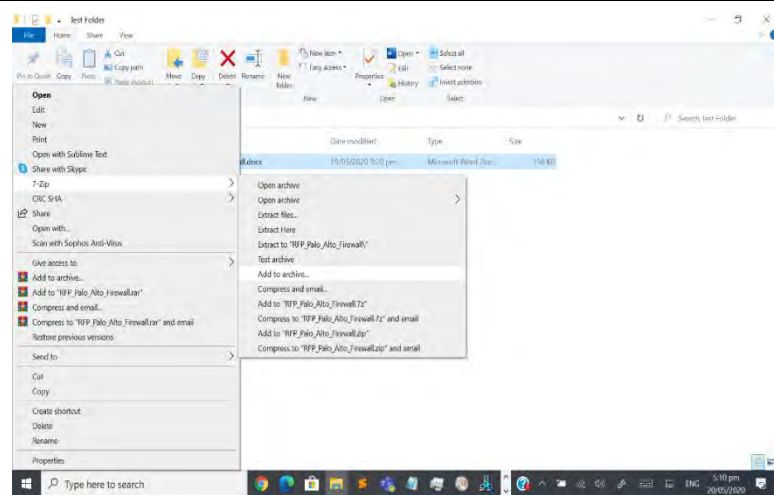 Test Folder
File Home Share View
Pin to Quick Copy Paste
Cut
Copy path
Paste shortcut
Move Copy Delete Rename New folder
New item
Easy access
Properties
Open
Edit
History
Select all
Select none
Invert selection
New Open Select
Search Test Folder
Date modified Type Size
all.docx 19/05/2020 3:20 pm Microsoft Word Doc... 158 KB
Open
Edit
New
Print
Open with Sublime Text
Share with Skype
7-Zip
CRC SHA
Share
Open with...
Scan with Sophos Anti-Virus
Give access to
Add to archive...
Add to "RFP_Palo_Alto_Firewall.rar"
Compress and email...
Compress to "RFP_Palo_Alto_Firewall.rar" and email
Restore previous versions
Send to
Cut
Copy
Create shortcut
Delete
Rename
Properties
Open archive
Open archive
Extract files...
Extract Here
Extract to "RFP_Palo_Alto_Firewall\"
Test archive
Add to archive...
Compress and email...
Add to "RFP_Palo_Alto_Firewall.7z"
Compress to "RFP_Palo_Alto_Firewall.7z" and email
Add to "RFP_Palo_Alto_Firewall.zip"
Compress to "RFP_Palo_Alto_Firewall.zip" and email
Type here to search
ENG
5:10 pm
20/05/2020